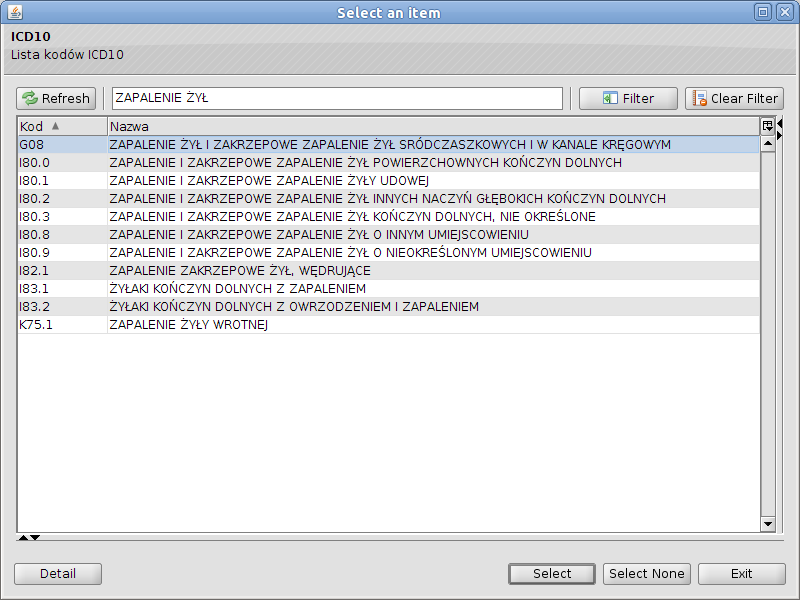 Select an item
ICD10
Lista kodów ICD10
Refresh ZAPALENIE ŻYŁ Filter Clear Filter
Kod Nazwa
G08 ZAPALENIE ŻYŁ I ZAKRZEPOWE ZAPALENIE ŻYŁ SRÓDCZASZKOWYCH I W KANALE KRĘGOWYM
I80.0 ZAPALENIE I ZAKRZEPOWE ZAPALENIE ŻYŁ POWIERZCHOWNYCH KOŃCZYN DOLNYCH
I80.1 ZAPALENIE I ZAKRZEPOWE ZAPALENIE ŻYŁY UDOWEJ
I80.2 ZAPALENIE I ZAKRZEPOWE ZAPALENIE ŻYŁ INNYCH NACZYŃ GŁĘBOKICH KOŃCZYN DOLNYCH
I80.3 ZAPALENIE I ZAKRZEPOWE ZAPALENIE ŻYŁ KOŃCZYN DOLNYCH, NIE OKREŚLONE
I80.8 ZAPALENIE I ZAKRZEPOWE ZAPALENIE ŻYŁ O INNYM UMIEJSCOWIENIU
I80.9 ZAPALENIE I ZAKRZEPOWE ZAPALENIE ŻYŁ O NIEOKREŚLONYM UMIEJSCOWIENIU
I82.1 ZAPALENIE ZAKRZEPOWE ŻYŁ, WĘDRUJĄCE
I83.1 ŻYŁAKI KOŃCZYN DOLNYCH Z ZAPALENIEM
I83.2 ŻYŁAKI KOŃCZYN DOLNYCH Z OWRZODZENIEM I ZAPALENIEM
K75.1 ZAPALENIE ŻYŁY WROTNEJ
Detail Select Select None Exit